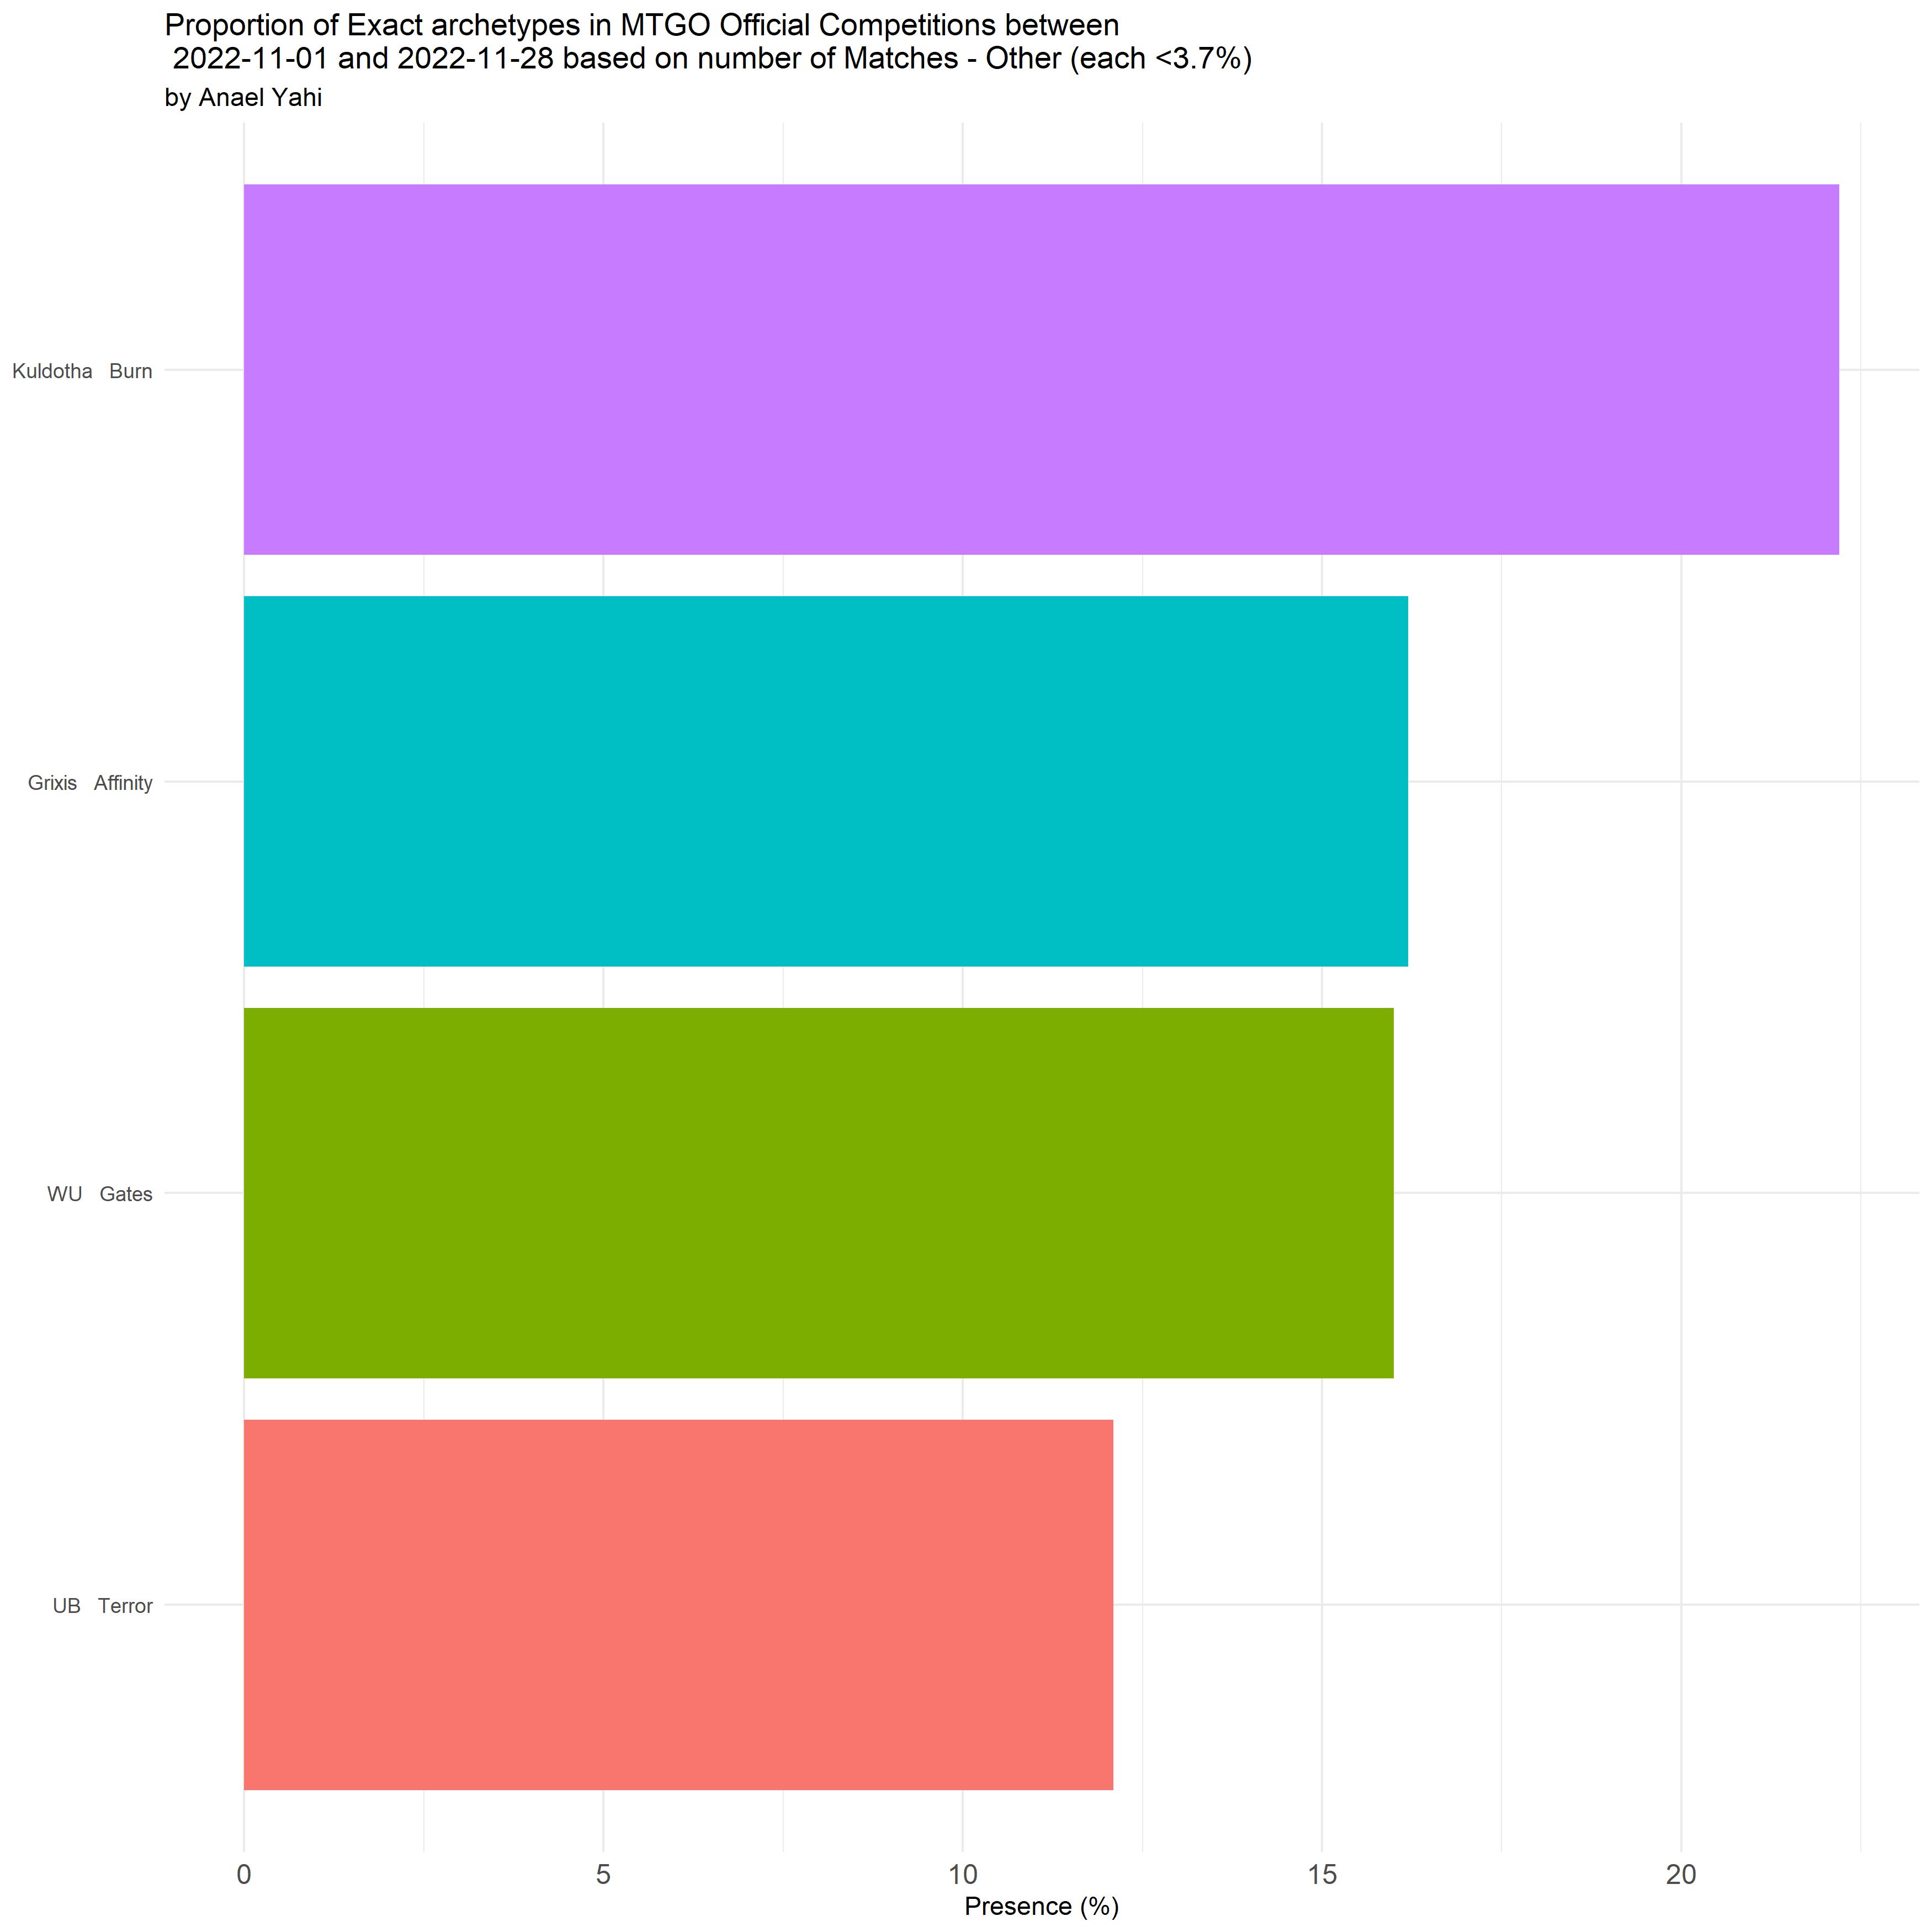 Proportion of Exact archetypes in MTGO Official Competitions between
2022-11-01 and 2022-11-28 based on number of Matches - Other (each <3.7%)
by Anael Yahi
Kuldotha Burn
Grixis Affinity
WU Gates
UB Terror
0 5 10 15 20
Presence (%)